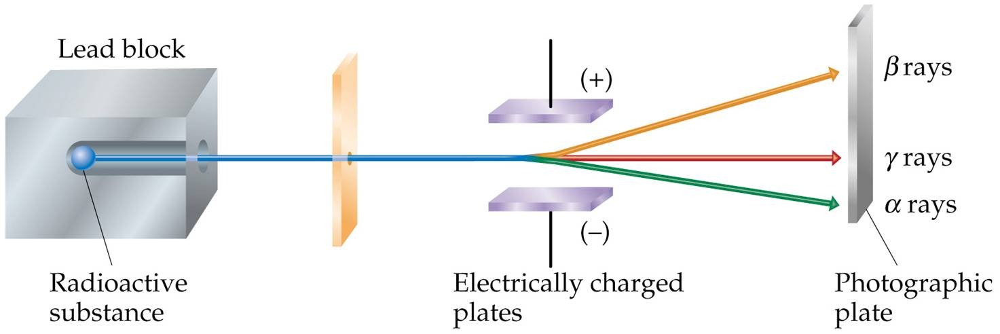 Lead block
(+)
β rays
γ rays
α rays
(–)
Radioactive
substance
Electrically charged
plates
Photographic
plate